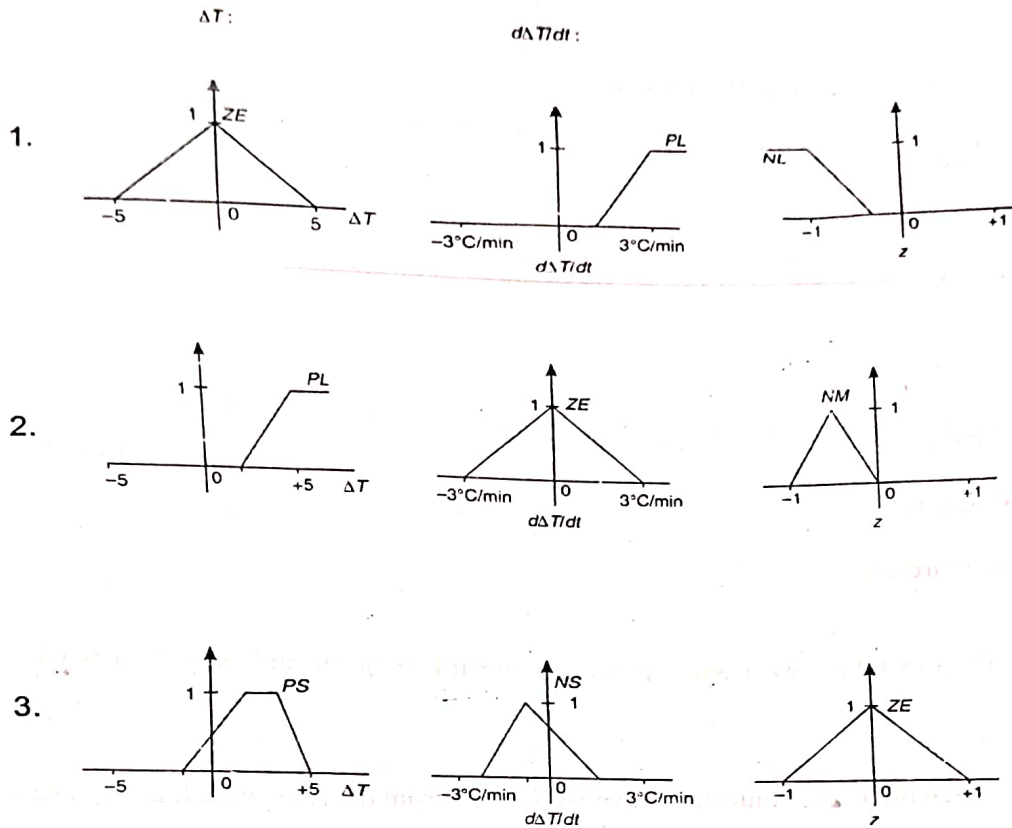 ΔT: dΔT/dt:
1.
1 ZE
-5 0 5 ΔT
1 PL
-3°C/min 0 3°C/min
dΔT/dt
NL 1
-1 0 +1
z
2.
1 PL
-5 0 +5 ΔT
1 ZE
-3°C/min 0 3°C/min
dΔT/dt
NM 1
-1 0 +1
z
3.
1 PS
-5 0 +5 ΔT
NS
1
-3°C/min 0 3°C/min
dΔT/dt
1 ZE
-1 0 +1
z